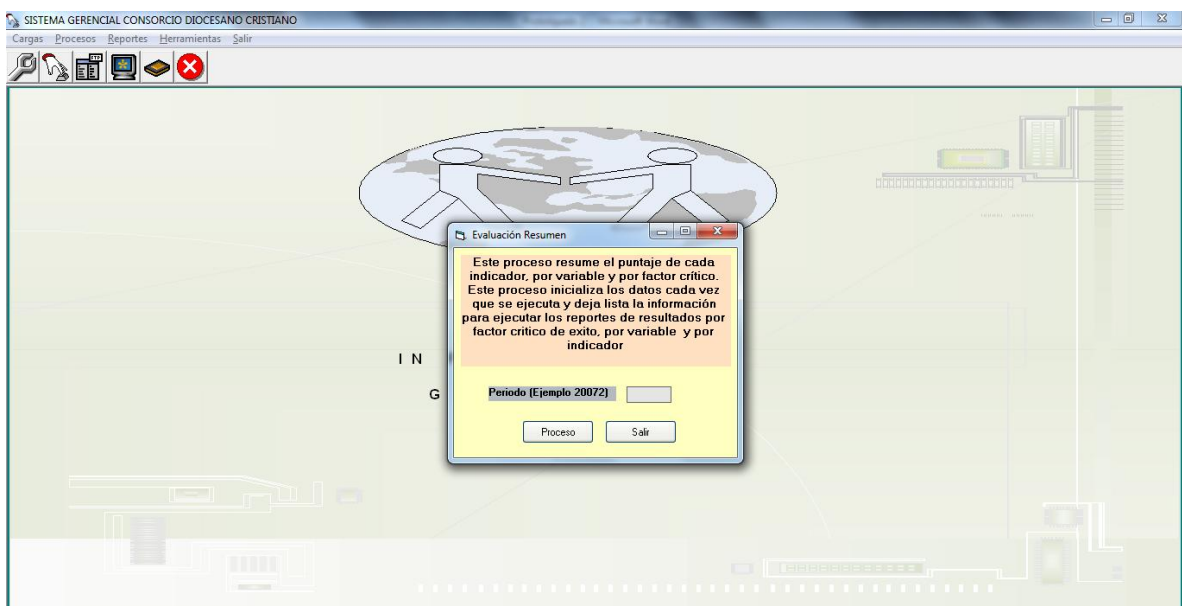 SISTEMA GERENCIAL CONSORCIO DIOCESANO CRISTIANO
Cargas Procesos Reportes Herramientas Salir
Evaluación Resumen
Este proceso resume el puntaje de cada
indicador, por variable y por factor crítico.
Este proceso inicializa los datos cada vez
que se ejecuta y deja lista la información
para ejecutar los reportes de resultados por
factor critico de exito, por variable y por
indicador
I N
G
Periodo (Ejemplo 20072)
Proceso Salir